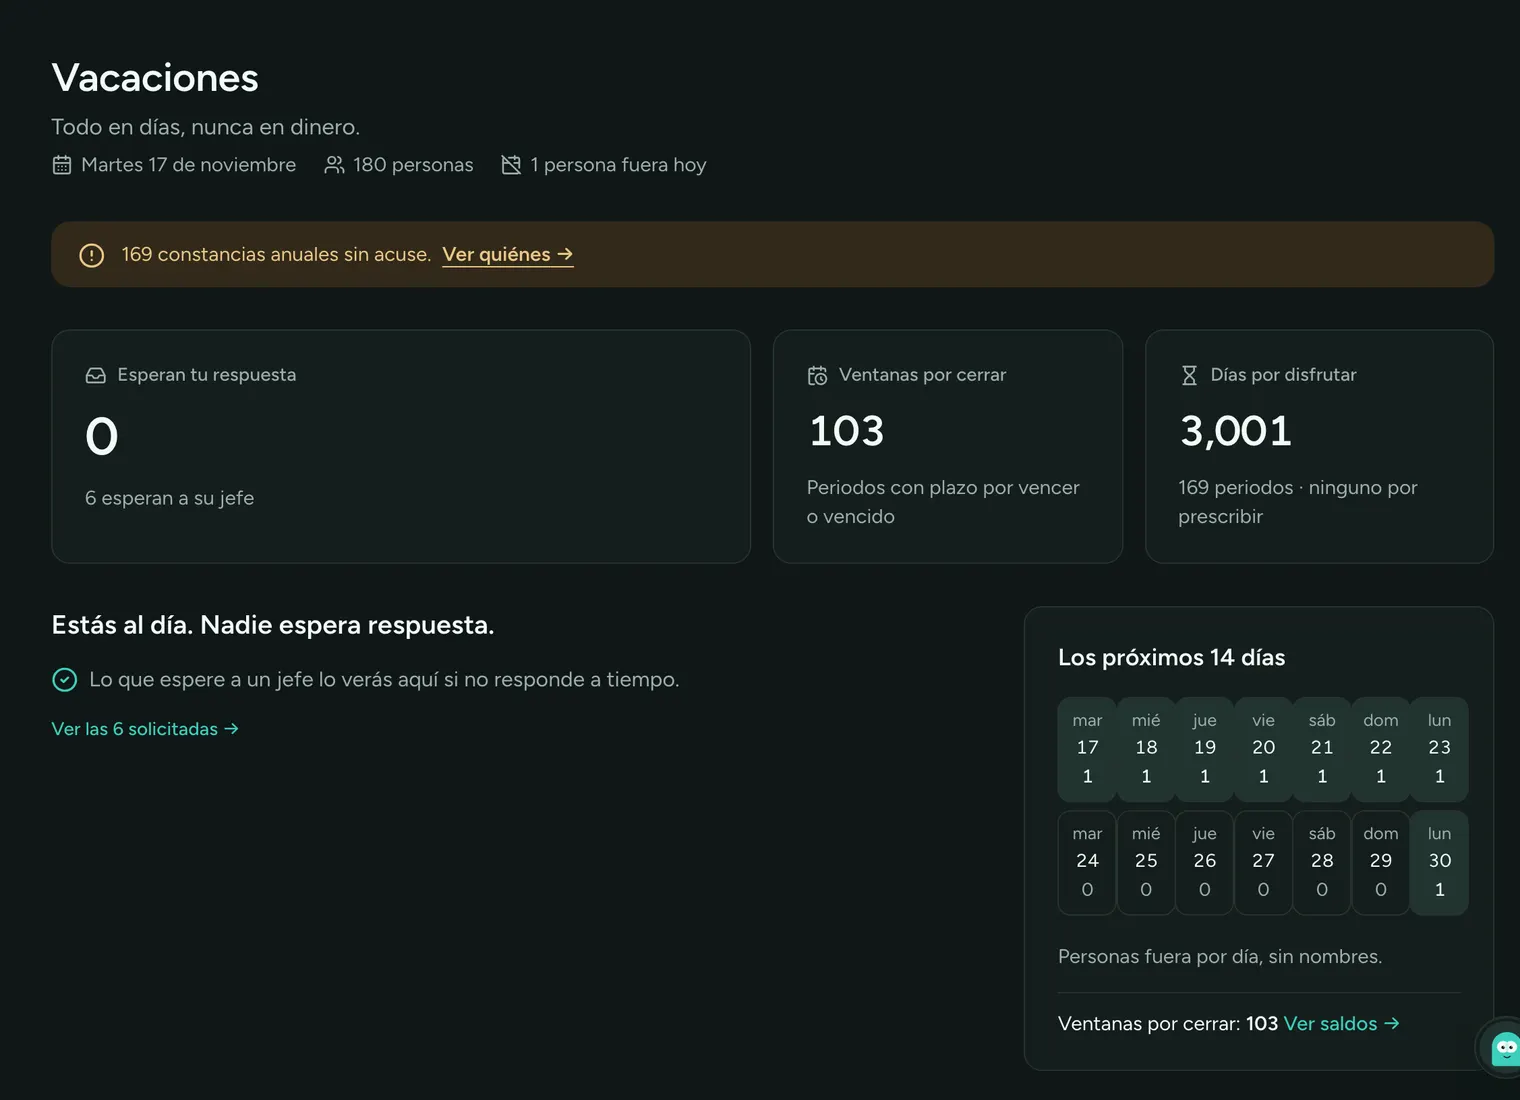 Vacaciones
Todo en días, nunca en dinero.
Martes 17 de noviembre 180 personas 1 persona fuera hoy
169 constancias anuales sin acuse. Ver quiénes →
Esperan tu respuesta
0
6 esperan a su jefe
Ventanas por cerrar
103
Periodos con plazo por vencer
o vencido
Días por disfrutar
3,001
169 periodos · ninguno por
prescribir
Estás al día. Nadie espera respuesta.
Lo que espere a un jefe lo verás aquí si no responde a tiempo.
Ver las 6 solicitadas →
Los próximos 14 días
mar mié jue vie sáb dom lun
17 18 19 20 21 22 23
1 1 1 1 1 1 1
mar mié jue vie sáb dom lun
24 25 26 27 28 29 30
0 0 0 0 0 0 1
Personas fuera por día, sin nombres.
Ventanas por cerrar: 103 Ver saldos →